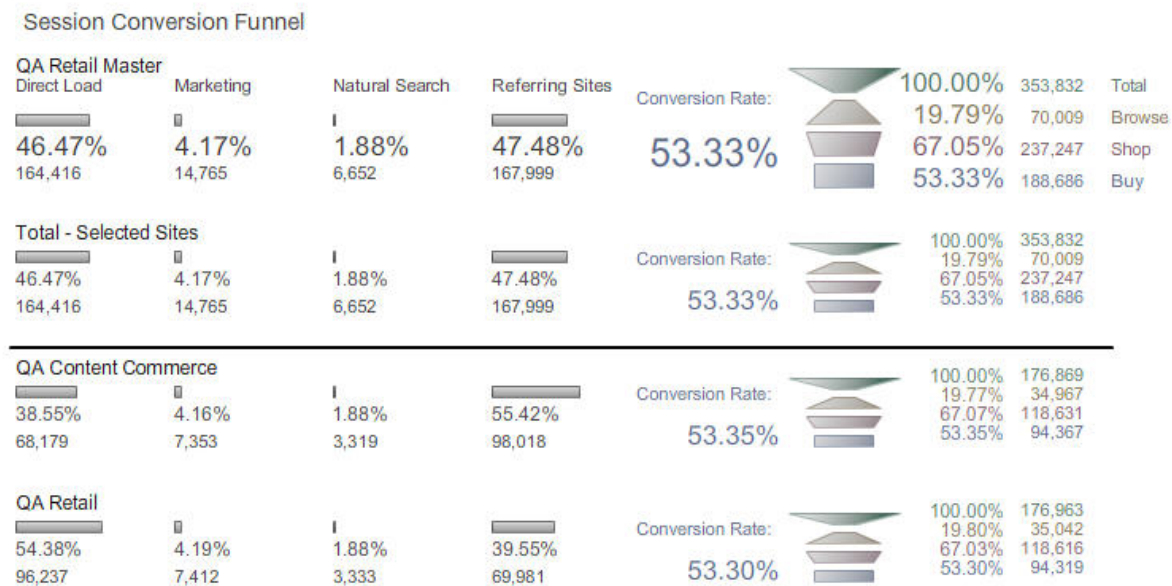 Session Conversion Funnel
QA Retail Master
Direct Load Marketing Natural Search Referring Sites
46.47% 4.17% 1.88% 47.48%
164,416 14,765 6,652 167,999
Conversion Rate:
53.33%
100.00% 353,832 Total
19.79% 70,009 Browse
67.05% 237,247 Shop
53.33% 188,686 Buy
Total - Selected Sites
46.47% 4.17% 1.88% 47.48%
164,416 14,765 6,652 167,999
Conversion Rate:
53.33%
100.00% 353,832
19.79% 70,009
67.05% 237,247
53.33% 188,686
QA Content Commerce
38.55% 4.16% 1.88% 55.42%
68,179 7,353 3,319 98,018
Conversion Rate:
53.35%
100.00% 176,869
19.77% 34,967
67.07% 118,631
53.35% 94,367
QA Retail
54.38% 4.19% 1.88% 39.55%
96,237 7,412 3,333 69,981
Conversion Rate:
53.30%
100.00% 176,963
19.80% 35,042
67.03% 118,616
53.30% 94,319